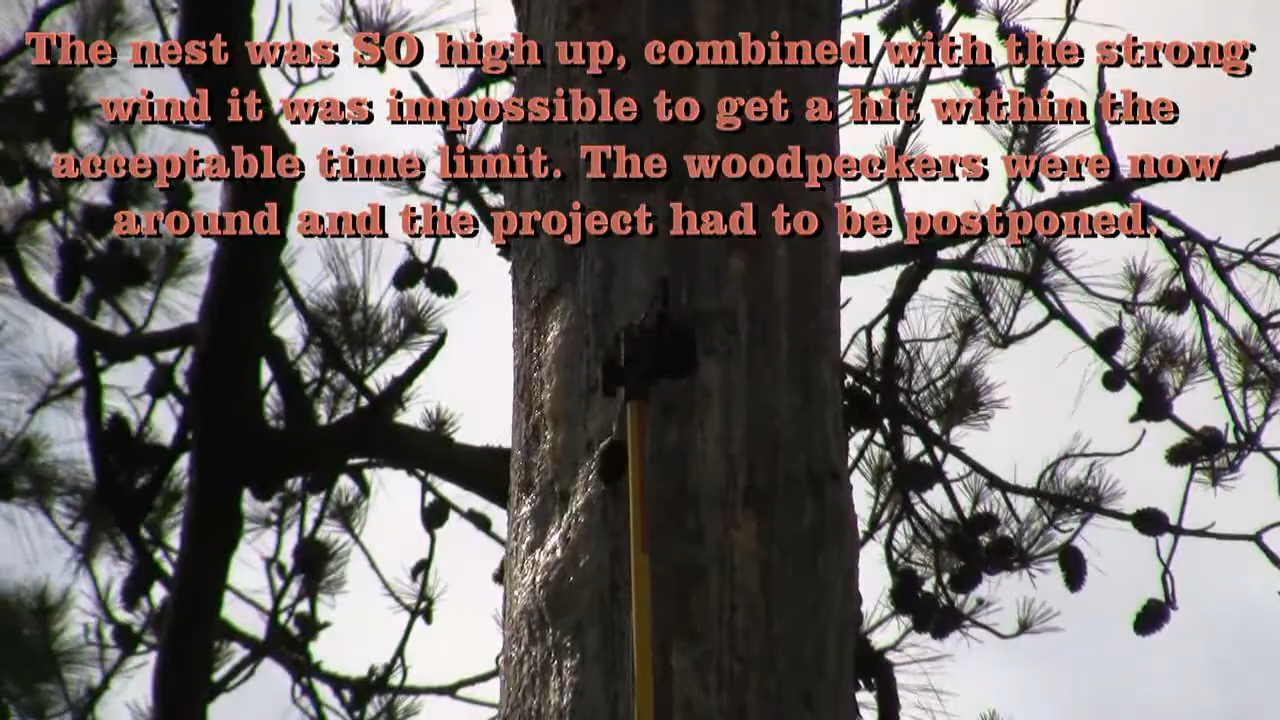 The nest was SO high up, combined with the strong
wind it was impossible to get a hit within the
acceptable time limit. The woodpeckers were now
around and the project had to be postponed.